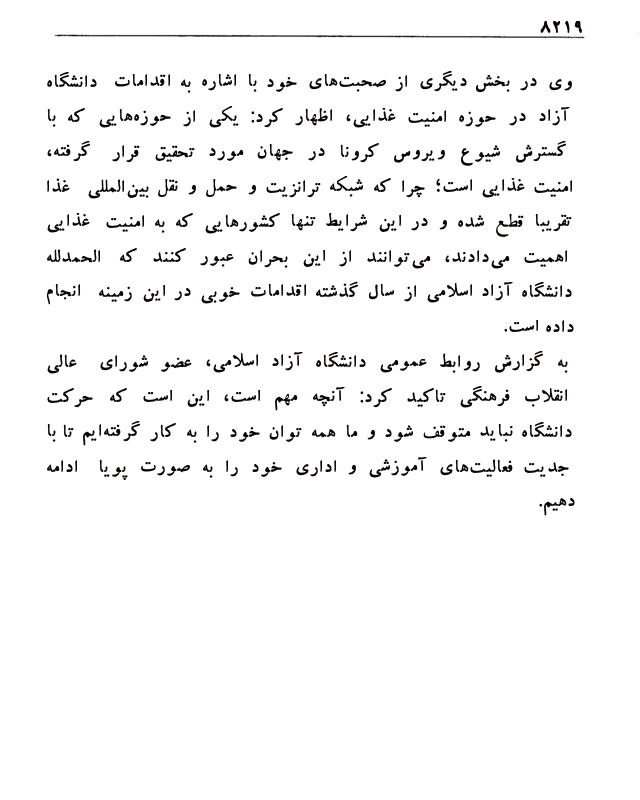 ۸۲۱۹
وی در بخش دیگری از صحبت‌های خود با اشاره به اقدامات دانشگاه
آزاد در حوزه امنیت غذایی، اظهار کرد: یکی از حوزه‌هایی که با
گسترش شیوع ویروس کرونا در جهان مورد تحقیق قرار گرفته،
امنیت غذایی است؛ چرا که شبکه ترانزیت و حمل و نقل بین‌المللی غذا
تقریبا قطع شده و در این شرایط تنها کشورهایی که به امنیت غذایی
اهمیت می‌دادند، می‌توانند از این بحران عبور کنند که الحمدلله
دانشگاه آزاد اسلامی از سال گذشته اقدامات خوبی در این زمینه انجام
داده است.
به گزارش روابط عمومی دانشگاه آزاد اسلامی، عضو شورای عالی
انقلاب فرهنگی تاکید کرد: آنچه مهم است، این است که حرکت
دانشگاه نباید متوقف شود و ما همه توان خود را به کار گرفته‌ایم تا با
جدیت فعالیت‌های آموزشی و اداری خود را به صورت پویا ادامه
دهیم.